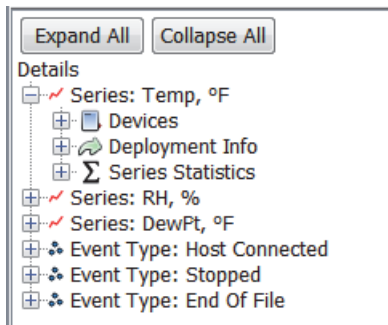 Expand All Collapse All
Details
Series: Temp, ºF
Devices
Deployment Info
Σ Series Statistics
Series: RH, %
Series: DewPt, ºF
Event Type: Host Connected
Event Type: Stopped
Event Type: End Of File